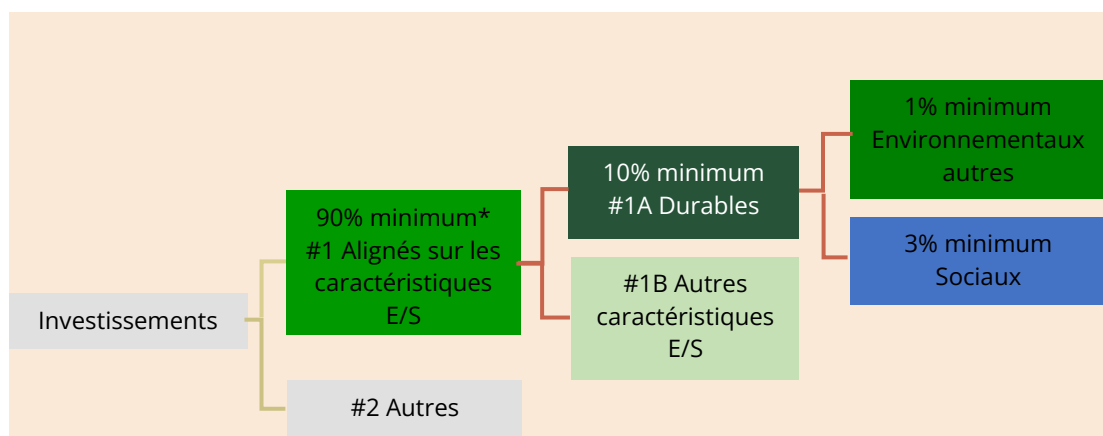 Investissements
90% minimum*
#1 Alignés sur les
caractéristiques
E/S
#2 Autres
10% minimum
#1A Durables
#1B Autres
caractéristiques
E/S
1% minimum
Environnementaux
autres
3% minimum
Sociaux